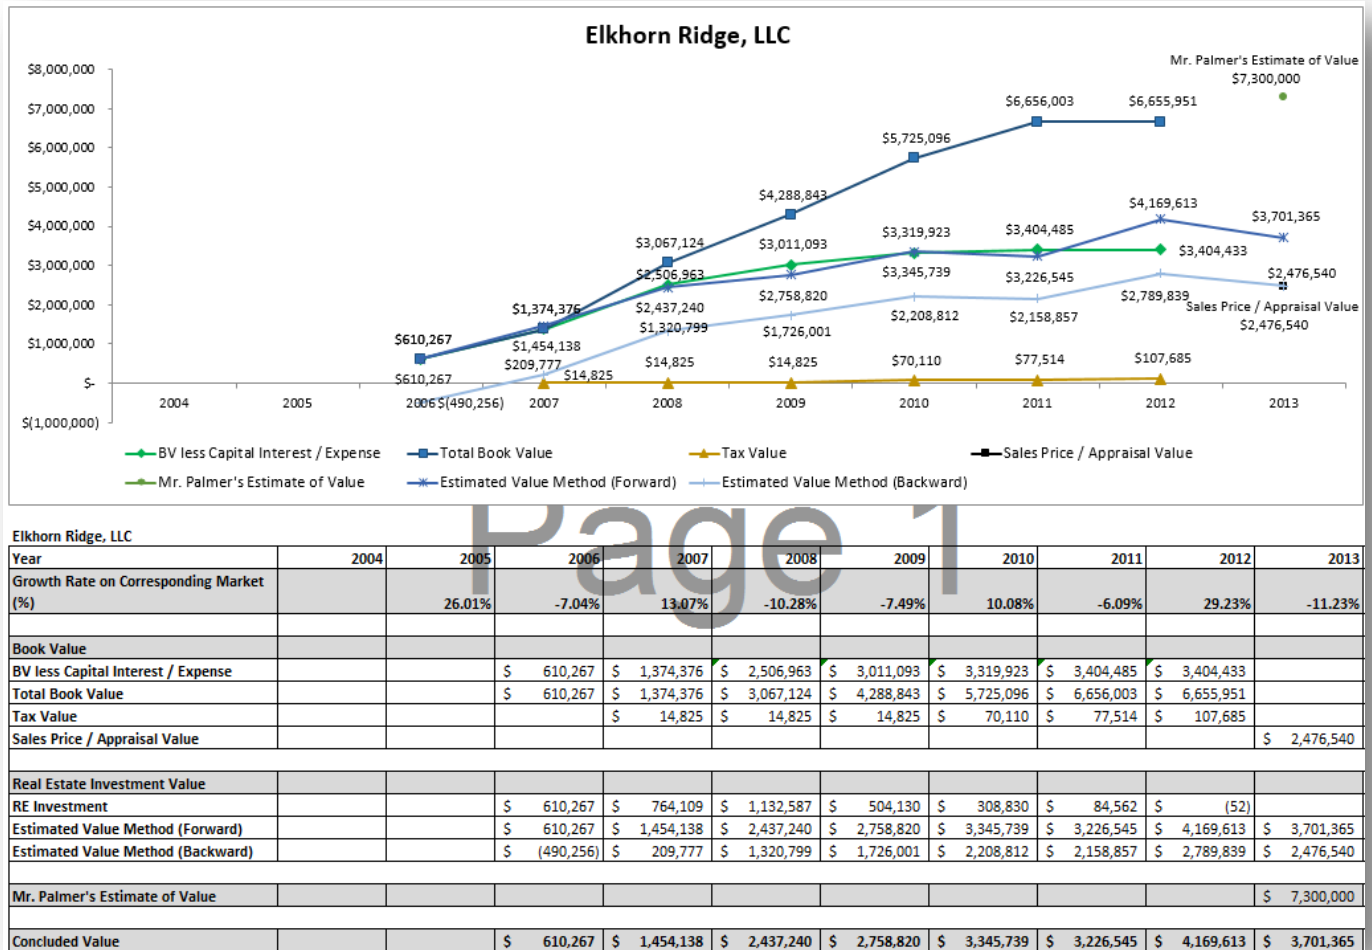 Elkhorn Ridge, LLC
Mr. Palmer's Estimate of Value
$7,300,000
$8,000,000
$7,000,000
$6,000,000
$5,000,000
$4,000,000
$3,000,000
$2,000,000
$1,000,000
$-
$(1,000,000)
$6,656,003 $6,655,951
$5,725,096
$4,288,843
$4,169,613
$3,701,365
$3,067,124 $3,011,093 $3,319,923 $3,404,485
$3,404,433
$2,506,963 $3,345,739 $3,226,545 $2,476,540
$2,437,240 $2,758,820 $2,208,812 $2,158,857 $2,789,839
Sales Price / Appraisal Value
$2,476,540
$1,374,376 $1,320,799 $1,726,001
$610,267 $1,454,138
$209,777 $14,825 $14,825 $14,825 $70,110 $77,514 $107,685
$610,267
$(490,256)
2004 2005 2006 2007 2008 2009 2010 2011 2012 2013
BV less Capital Interest / Expense Total Book Value Tax Value Sales Price / Appraisal Value
Mr. Palmer's Estimate of Value Estimated Value Method (Forward) Estimated Value Method (Backward)
Page 1
Elkhorn Ridge, LLC
Year 2004 2005 2006 2007 2008 2009 2010 2011 2012 2013
Growth Rate on Corresponding Market
(%) 26.01% -7.04% 13.07% -10.28% -7.49% 10.08% -6.09% 29.23% -11.23%
Book Value
BV less Capital Interest / Expense $ 610,267 $ 1,374,376 $ 2,506,963 $ 3,011,093 $ 3,319,923 $ 3,404,485 $ 3,404,433
Total Book Value $ 610,267 $ 1,374,376 $ 3,067,124 $ 4,288,843 $ 5,725,096 $ 6,656,003 $ 6,655,951
Tax Value $ 14,825 $ 14,825 $ 14,825 $ 70,110 $ 77,514 $ 107,685
Sales Price / Appraisal Value $ 2,476,540
Real Estate Investment Value
RE Investment $ 610,267 $ 764,109 $ 1,132,587 $ 504,130 $ 308,830 $ 84,562 $ (52)
Estimated Value Method (Forward) $ 610,267 $ 1,454,138 $ 2,437,240 $ 2,758,820 $ 3,345,739 $ 3,226,545 $ 4,169,613 $ 3,701,365
Estimated Value Method (Backward) $ (490,256) $ 209,777 $ 1,320,799 $ 1,726,001 $ 2,208,812 $ 2,158,857 $ 2,789,839 $ 2,476,540
Mr. Palmer's Estimate of Value $ 7,300,000
Concluded Value $ 610,267 $ 1,454,138 $ 2,437,240 $ 2,758,820 $ 3,345,739 $ 3,226,545 $ 4,169,613 $ 3,701,365